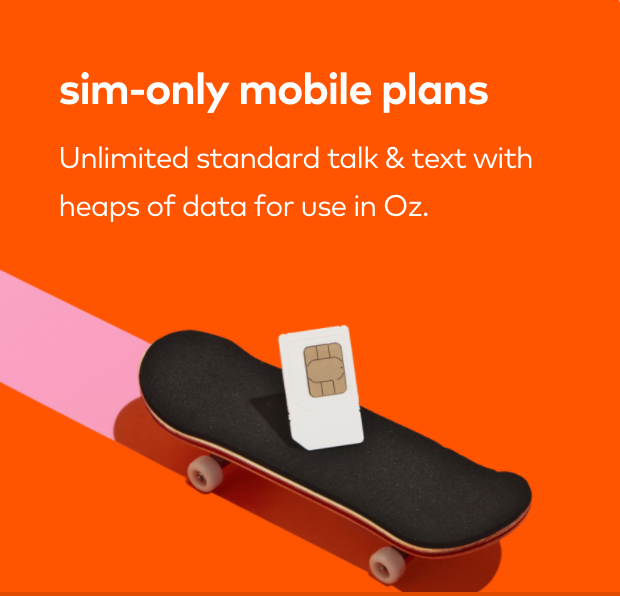 sim-only mobile plans
Unlimited standard talk & text with
heaps of data for use in Oz.